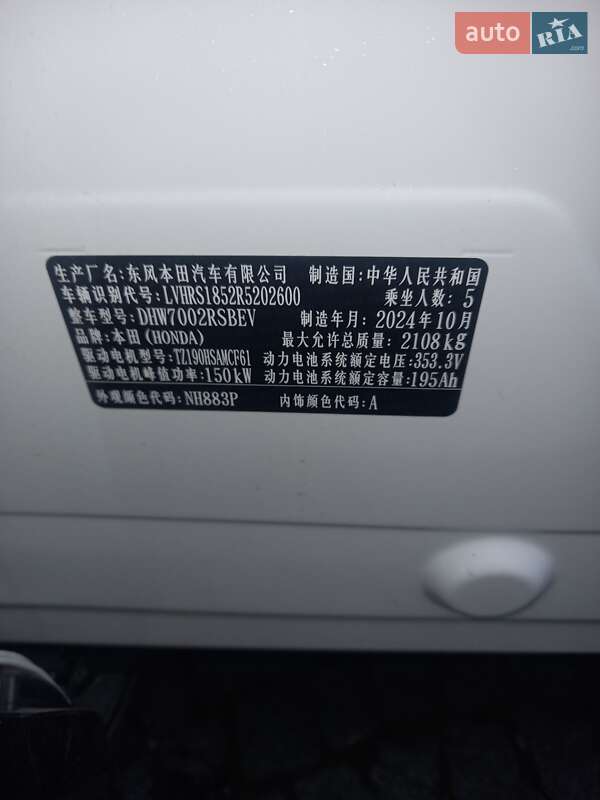 auto RIA .com
生产厂名:东风本田汽车有限公司 制造国:中华人民共和国
车辆识别代号:LVHRS1852R5202600 乘坐人数:5
整车型号:DHW7002RSBEV 制造年月:2024年10月
品牌:本田(HONDA) 最大允许总质量:2108kg
驱动电机型号:TZ190HSAMCF61 动力电池系统额定电压:353.3V
驱动电机峰值功率:150kW 动力电池系统额定容量:195Ah
外观颜色代码:NH883P 内饰颜色代码:A